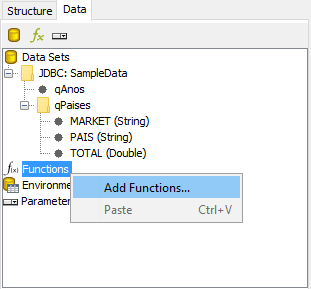 Structure Data
fx
Data Sets
JDBC: SampleData
qAnos
qPaises
MARKET (String)
PAIS (String)
TOTAL (Double)
f(x) Functions
Environme
Parameter
Add Functions...
Paste Ctrl+V